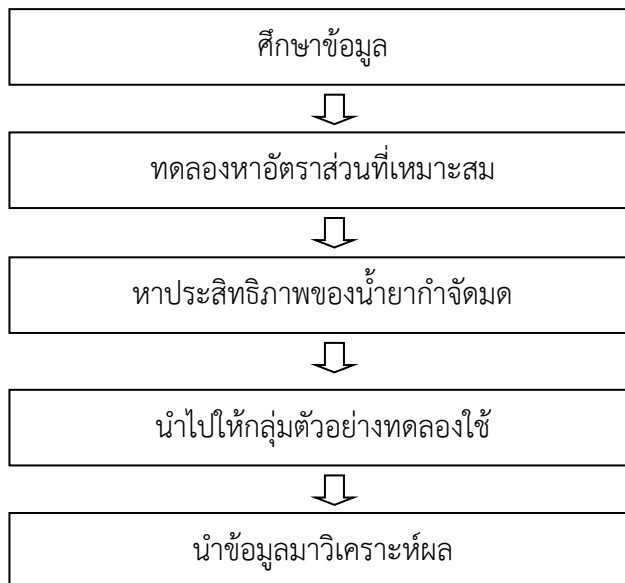 ศึกษาข้อมูล
ทดลองหาอัตราส่วนที่เหมาะสม
หาประสิทธิภาพของน้ำยากำจัดมด
นำไปให้กลุ่มตัวอย่างทดลองใช้
นำข้อมูลมาวิเคราะห์ผล